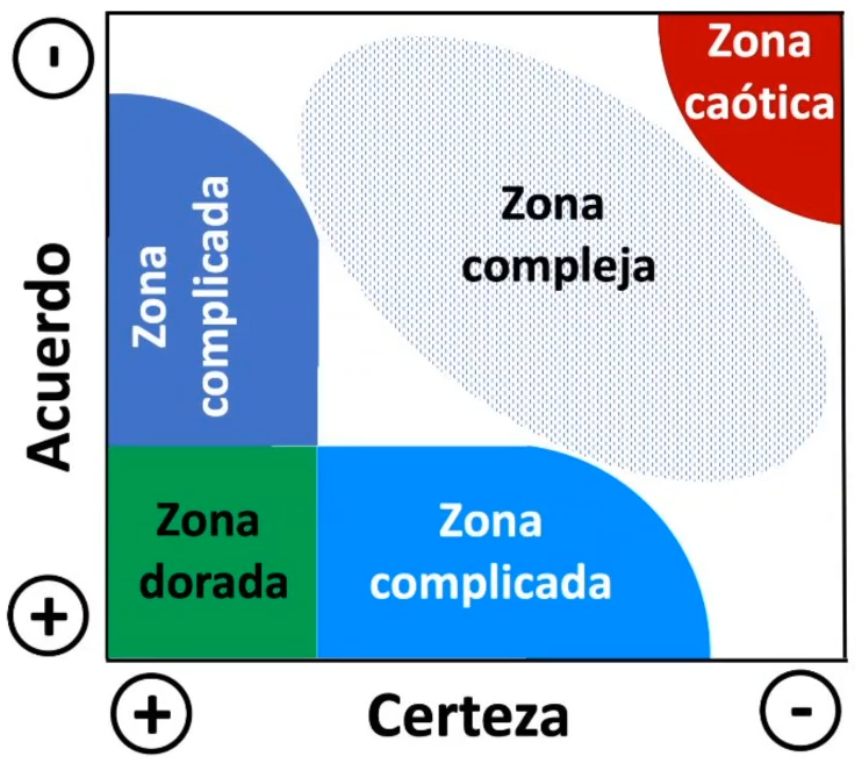 -
Zona
caótica
Zona
compleja
Zona
complicada
Acuerdo
Zona
dorada
Zona
complicada
+
+
Certeza
-